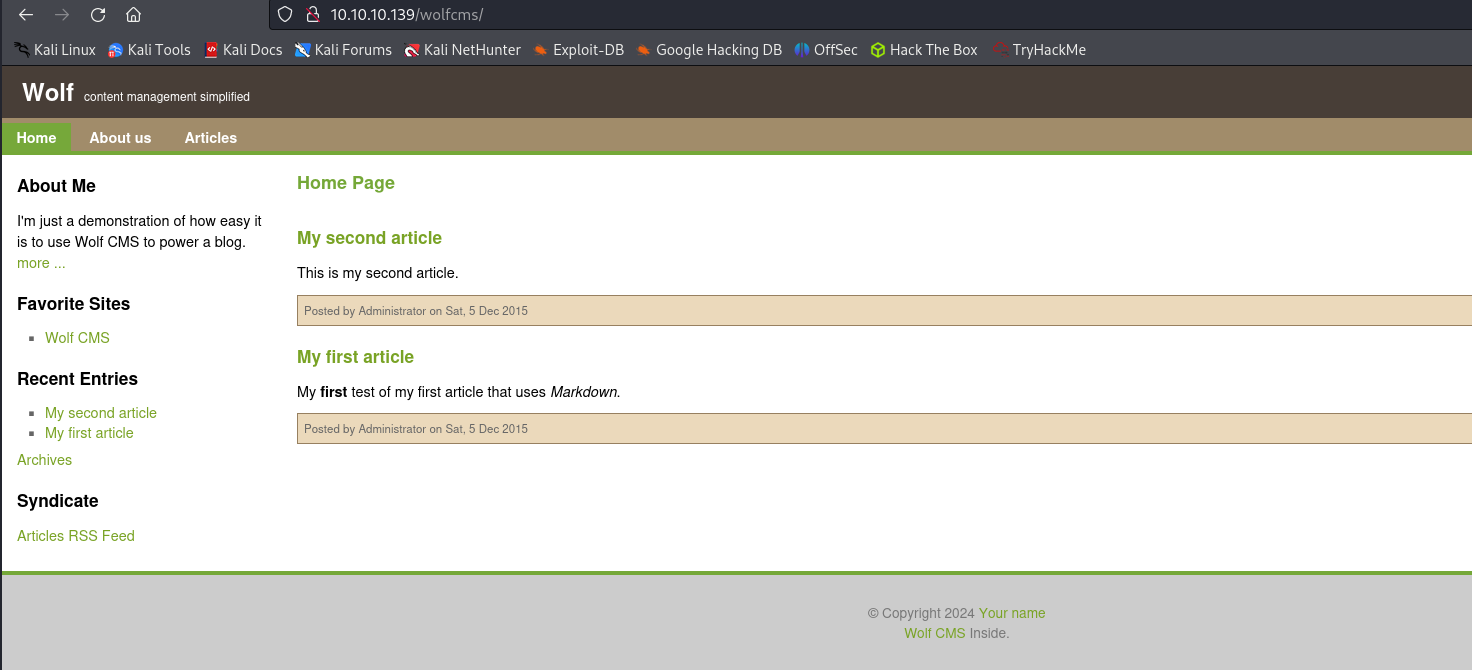 10.10.10.139/wolfcms/
Kali Linux Kali Tools Kali Docs Kali Forums Kali NetHunter Exploit-DB Google Hacking DB OffSec Hack The Box TryHackMe
Wolf content management simplified
Home About us Articles
About Me
I'm just a demonstration of how easy it
is to use Wolf CMS to power a blog.
more ...
Favorite Sites
Wolf CMS
Recent Entries
My second article
My first article
Archives
Syndicate
Articles RSS Feed
Home Page
My second article
This is my second article.
Posted by Administrator on Sat, 5 Dec 2015
My first article
My first test of my first article that uses Markdown.
Posted by Administrator on Sat, 5 Dec 2015
© Copyright 2024 Your name
Wolf CMS Inside.